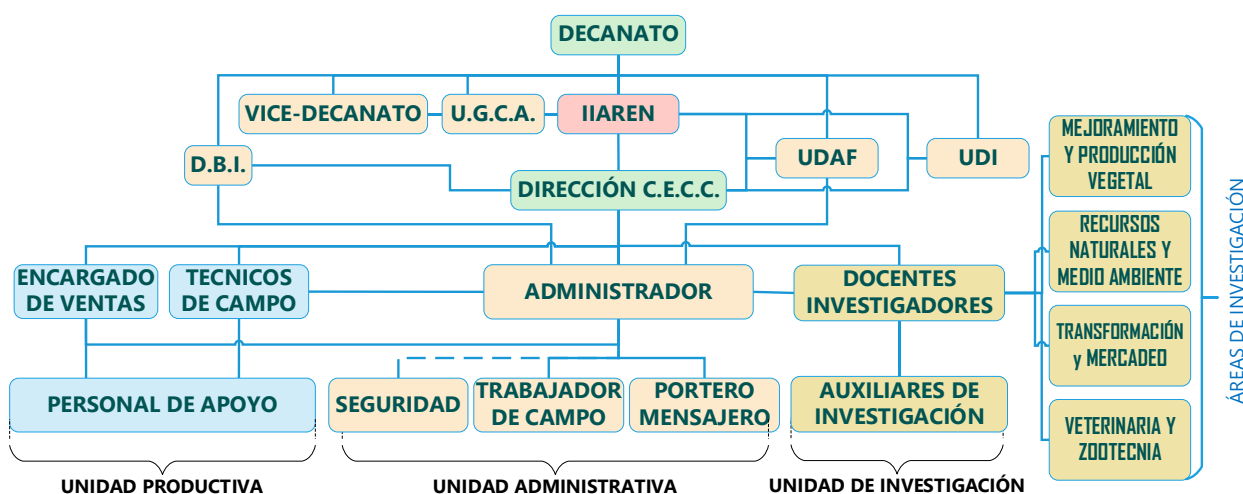 DECANATO
VICE-DECANATO
U.G.C.A.
IIAREN
D.B.I.
UDAF
UDI
DIRECCIÓN C.E.C.C.
ENCARGADO
DE VENTAS
TECNICOS
DE CAMPO
ADMINISTRADOR
DOCENTES
INVESTIGADORES
PERSONAL DE APOYO
SEGURIDAD
TRABAJADOR
DE CAMPO
PORTERO
MENSAJERO
AUXILIARES DE
INVESTIGACIÓN
UNIDAD PRODUCTIVA
UNIDAD ADMINISTRATIVA
UNIDAD DE INVESTIGACIÓN
MEJORAMIENTO
Y PRODUCCIÓN
VEGETAL
RECURSOS
NATURALES Y
MEDIO AMBIENTE
TRANSFORMACIÓN
y MERCADEO
VETERINARIA Y
ZOOTECNIA
ÁREAS DE INVESTIGACIÓN